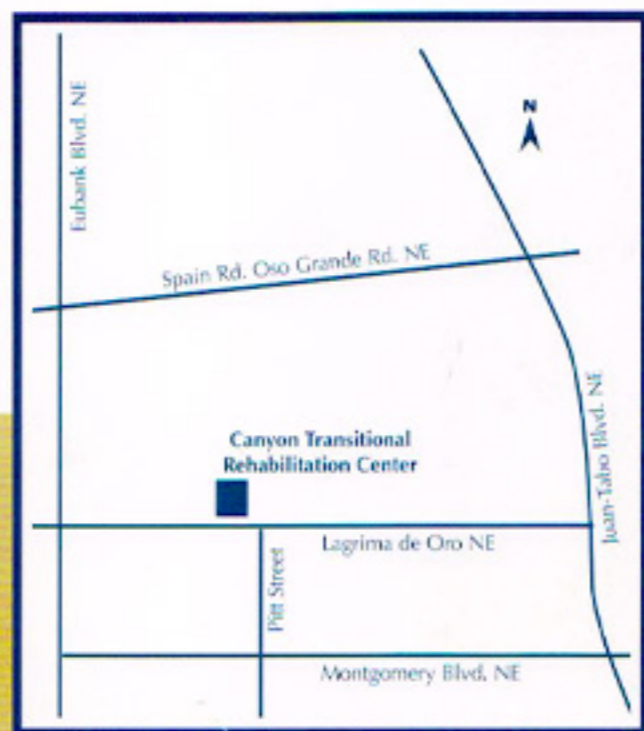 Eubank Blvd. NE
N
Spain Rd. Oso Grande Rd. NE
Juan-Tabo Blvd. NE
Canyon Transitional
Rehabilitation Center
Lagrima de Oro NE
Pitt Street
Montgomery Blvd. NE